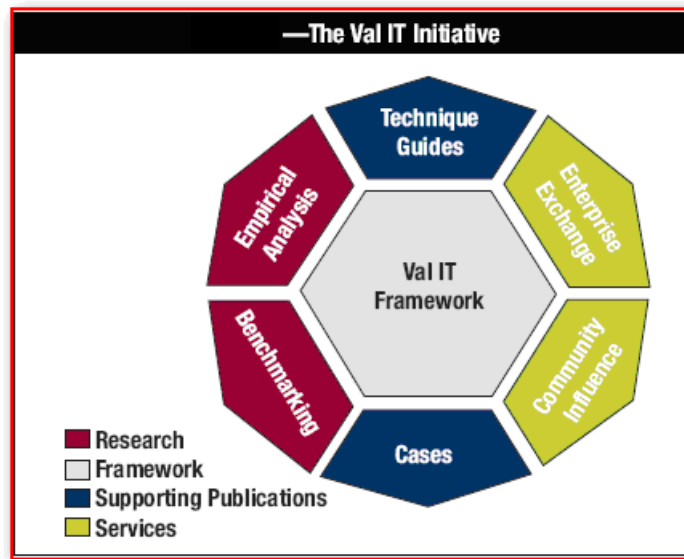 —The Val IT Initiative
Technique
Guides
Empirical
Analysis
Enterprise
Exchange
Val IT
Framework
Benchmarking
Community
Influence
Cases
Research
Framework
Supporting Publications
Services